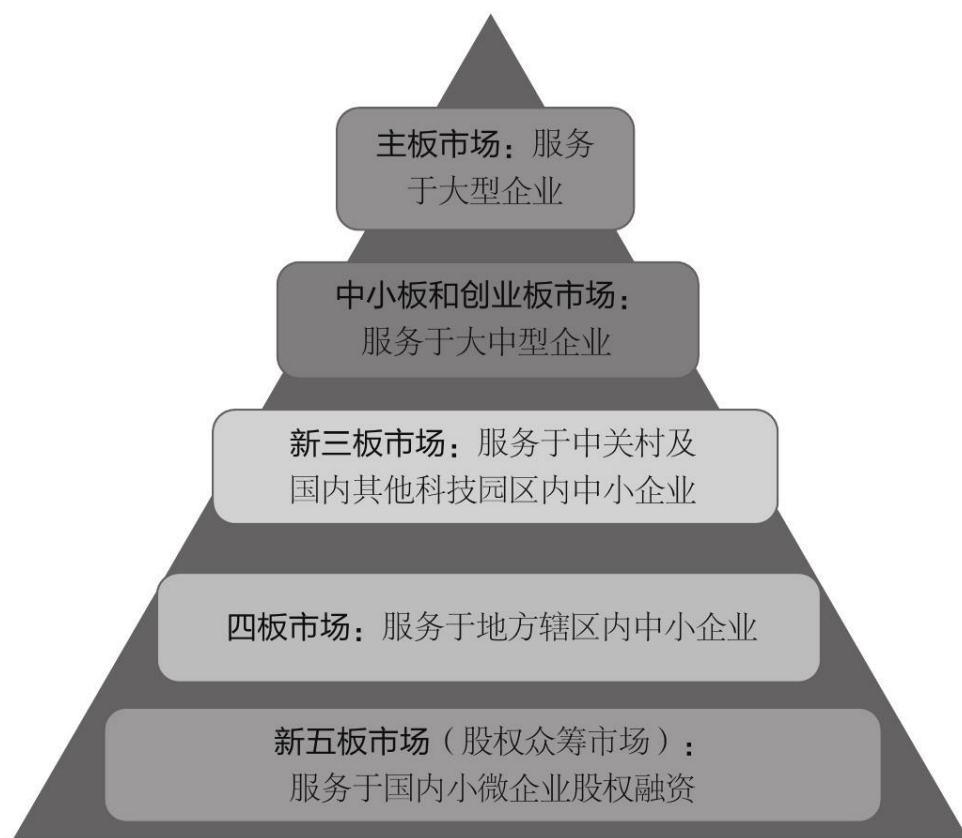 主板市场：服务
于大型企业
中小板和创业板市场：
服务于大中型企业
新三板市场：服务于中关村及
国内其他科技园区内中小企业
四板市场：服务于地方辖区内中小企业
新五板市场（股权众筹市场）：
服务于国内小微企业股权融资